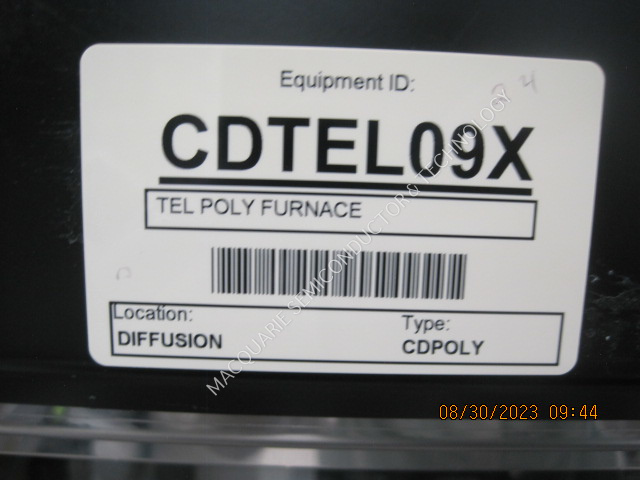 Equipment ID:
CDTEL09X
TEL POLY FURNACE
Location:
DIFFUSION
Type:
CDPOLY
MACQUARIE SEMICONDUCTOR & TECHNOLOGY
08/30/2023 09:44